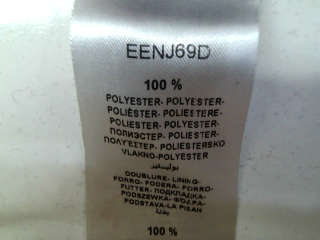 EENJ69D
100 %
POLYESTER- POLYESTER-
POLIÉSTER- POLIESTERE-
POLIESTER- POLYESTER-
ПОЛИЭСТЕР- POLIESTER-
ΠΟΛΥΕΣΤΕΡ- POLIESTERSKO
VLAKNO-POLYESTER
بوليستر
DOUBLURE- LINING-
FORRO- FODERA- FORRO-
FUTTER- ПОДКЛАДКА-
PODSZEWKA- ΦΟΔΡΑ-
PODSTAVA-LA PISAN
بطانة
100 %